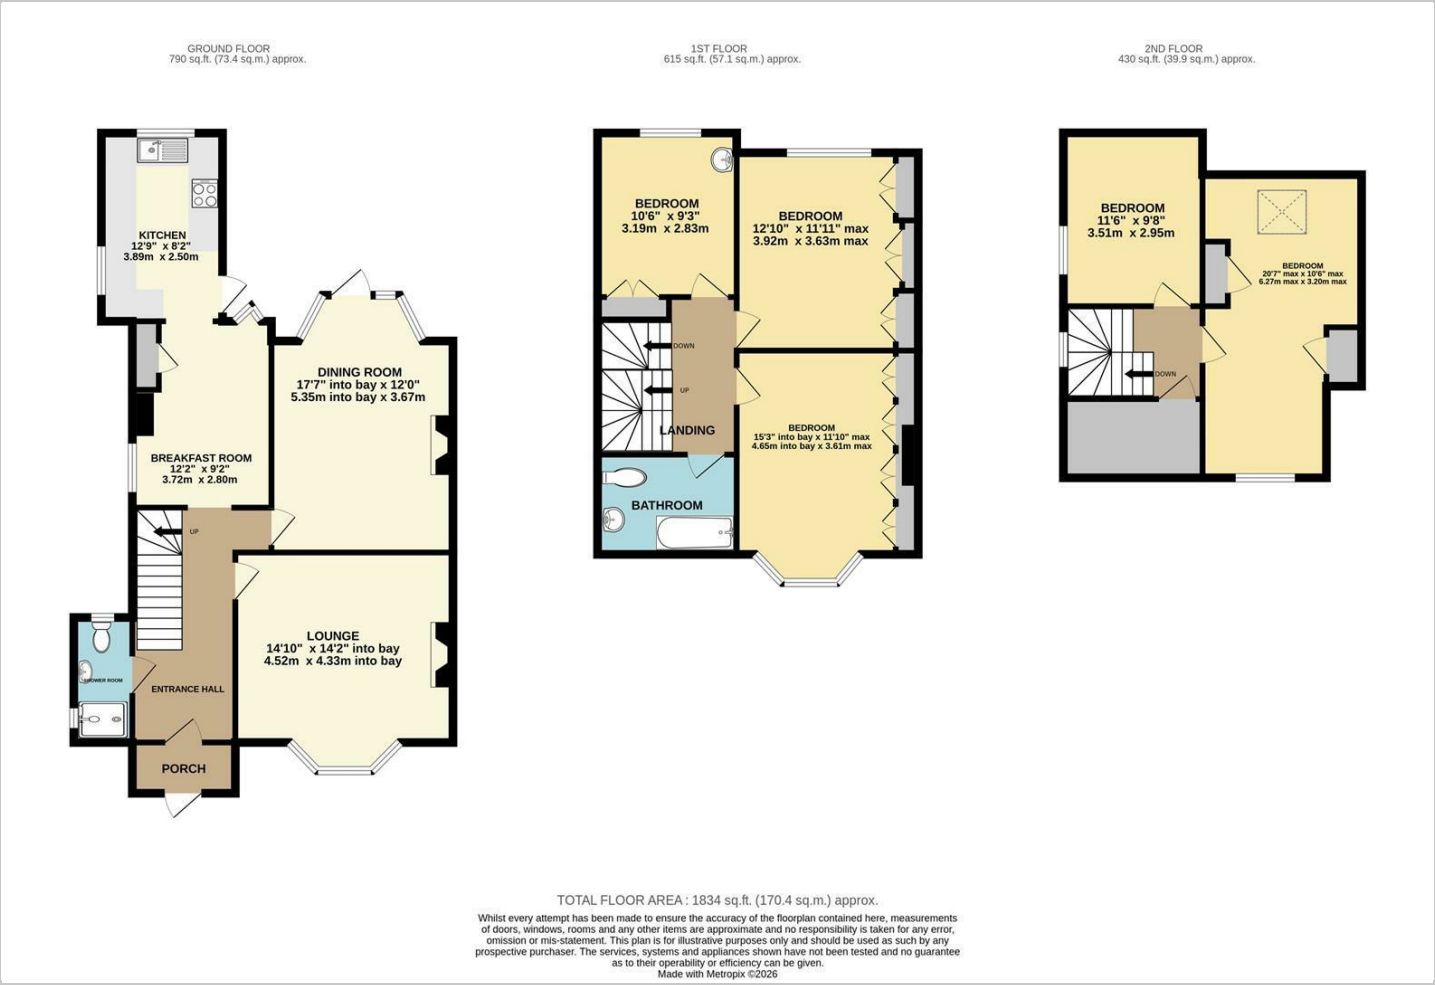 GROUND FLOOR
790 sq.ft. (73.4 sq.m.) approx.
1ST FLOOR
615 sq.ft. (57.1 sq.m.) approx.
2ND FLOOR
430 sq.ft. (39.9 sq.m.) approx.
KITCHEN
12'9" x 8'2"
3.89m x 2.50m
DINING ROOM
17'7" into bay x 12'0"
5.35m into bay x 3.67m
BREAKFAST ROOM
12'2" x 9'2"
3.72m x 2.80m
UP
LOUNGE
14'10" x 14'2" into bay
4.52m x 4.33m into bay
SHOWER ROOM
ENTRANCE HALL
PORCH
BEDROOM
10'6" x 9'3"
3.19m x 2.83m
BEDROOM
12'10" x 11'11" max
3.92m x 3.63m max
DOWN
UP
LANDING
BEDROOM
15'3" into bay x 11'10" max
4.65m into bay x 3.61m max
BATHROOM
BEDROOM
11'6" x 9'8"
3.51m x 2.95m
BEDROOM
20'7" max x 10'6" max
6.27m max x 3.20m max
DOWN
TOTAL FLOOR AREA : 1834 sq.ft. (170.4 sq.m.) approx.
Whilst every attempt has been made to ensure the accuracy of the floorplan contained here, measurements
of doors, windows, rooms and any other items are approximate and no responsibility is taken for any error,
omission or mis-statement. This plan is for illustrative purposes only and should be used as such by any
prospective purchaser. The services, systems and appliances shown have not been tested and no guarantee
as to their operability or efficiency can be given.
Made with Metropix ©2026